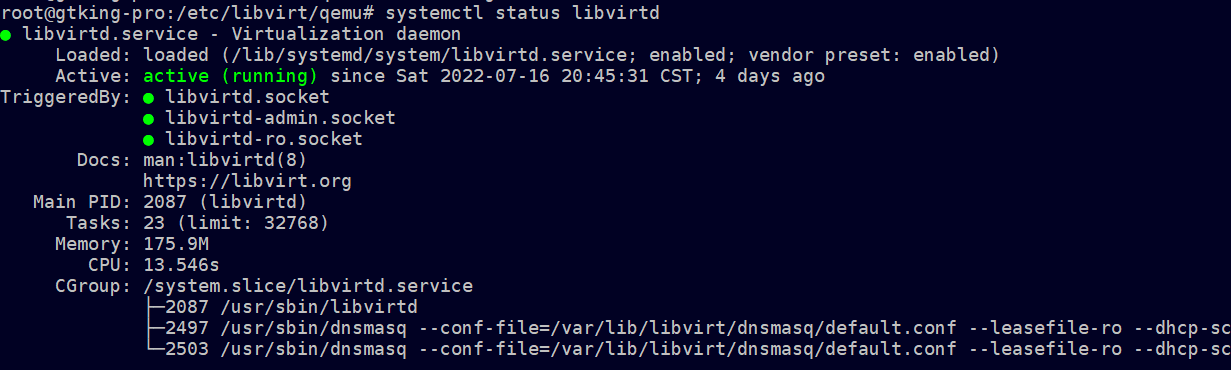 root@gtking-pro:/etc/libvirt/qemu# systemctl status libvirtd
● libvirtd.service - Virtualization daemon
     Loaded: loaded (/lib/systemd/system/libvirtd.service; enabled; vendor preset: enabled)
     Active: active (running) since Sat 2022-07-16 20:45:31 CST; 4 days ago
TriggeredBy: ● libvirtd.socket
             ● libvirtd-admin.socket
             ● libvirtd-ro.socket
       Docs: man:libvirtd(8)
             https://libvirt.org
   Main PID: 2087 (libvirtd)
      Tasks: 23 (limit: 32768)
     Memory: 175.9M
        CPU: 13.546s
     CGroup: /system.slice/libvirtd.service
             ├─2087 /usr/sbin/libvirtd
             ├─2497 /usr/sbin/dnsmasq --conf-file=/var/lib/libvirt/dnsmasq/default.conf --leasefile-ro --dhcp-sc
             └─2503 /usr/sbin/dnsmasq --conf-file=/var/lib/libvirt/dnsmasq/default.conf --leasefile-ro --dhcp-sc